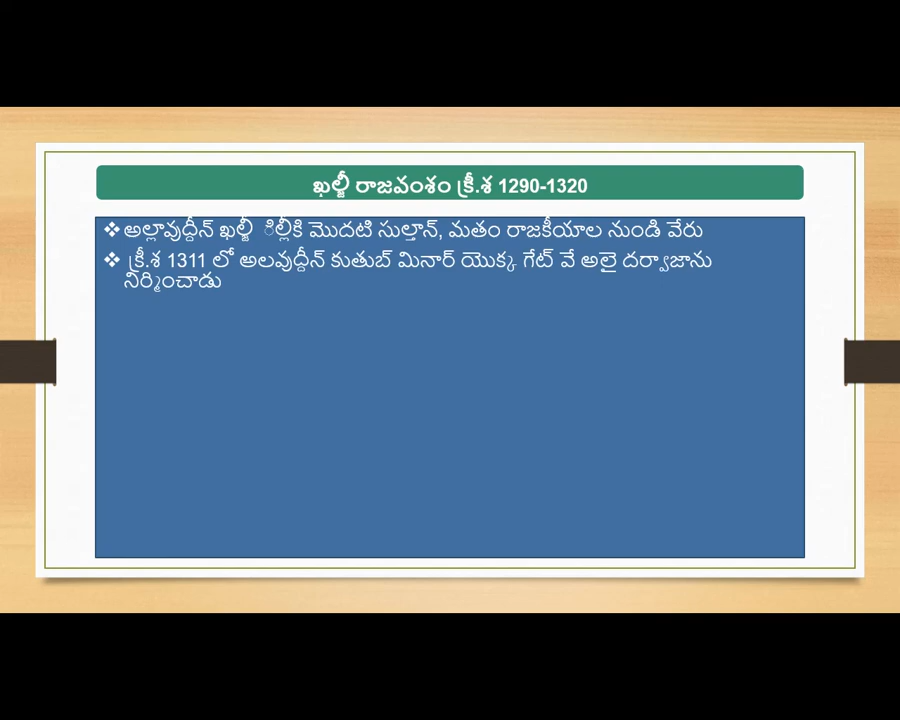 ఖల్జీ రాజవంశం క్రీ.శ 1290-1320
❖అల్లావుద్దీన్ ఖల్జీ ిల్లీకి మొదటి సుల్తాన్, మతం రాజకీయాల నుండి వేరు
❖ క్రీ.శ 1311 లో అలవుద్దీన్ కుతుబ్ మినార్ యొక్క గేట్ వే అలై దర్వాజాను
నిర్మించాడు